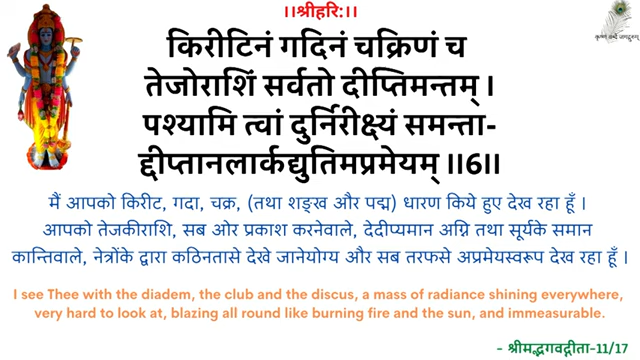 ।।श्रीहरि:।।
कृष्णं वन्दे जगद्गुरुम्
किरीटिनं गदिनं चक्रिणं च
तेजोराशिं सर्वतो दीप्तिमन्तम् ।
पश्यामि त्वां दुर्निरीक्ष्यं समन्ता-
द्दीप्तानलार्कद्युतिमप्रमेयम् ।।6।।
मैं आपको किरीट, गदा, चक्र, (तथा शङ्ख और पद्म) धारण किये हुए देख रहा हूँ ।
आपको तेजकीराशि, सब ओर प्रकाश करनेवाले, देदीप्यमान अग्नि तथा सूर्यके समान
कान्तिवाले, नेत्रोंके द्वारा कठिनतासे देखे जानेयोग्य और सब तरफसे अप्रमेयस्वरूप देख रहा हूँ ।
I see Thee with the diadem, the club and the discus, a mass of radiance shining everywhere,
very hard to look at, blazing all round like burning fire and the sun, and immeasurable.
- श्रीमद्भगवद्गीता-11/17